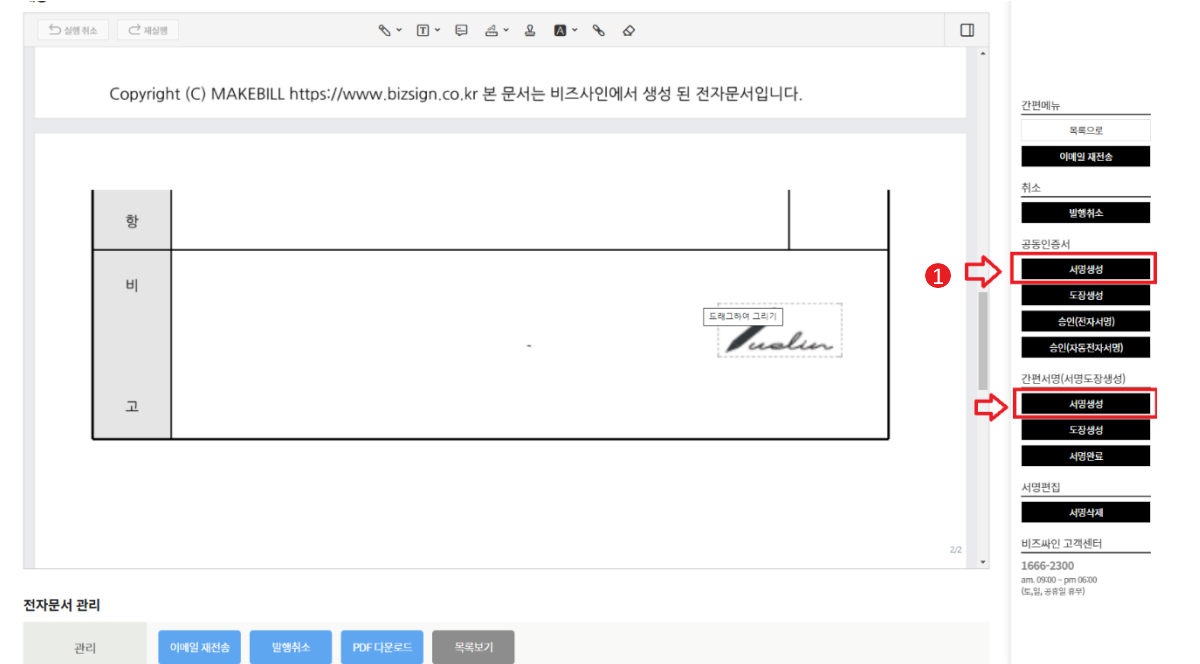 실행 취소 재실행
T A
Copyright (C) MAKEBILL https://www.bizsign.co.kr 본 문서는 비즈사인에서 생성 된 전자문서입니다.
항
비
고
-
드래그하여 그리기
2/2
1
간편메뉴
목록으로
이메일 재전송
취소
발행취소
공동인증서
서명생성
도장생성
승인(전자서명)
승인(자동전자서명)
간편서명(서명도장생성)
서명생성
도장생성
서명완료
서명편집
서명삭제
비즈싸인 고객센터
1666-2300
am. 09:00 ~ pm 06:00
(토,일, 공휴일 휴무)
전자문서 관리
관리 이메일 재전송 발행취소 PDF 다운로드 목록보기